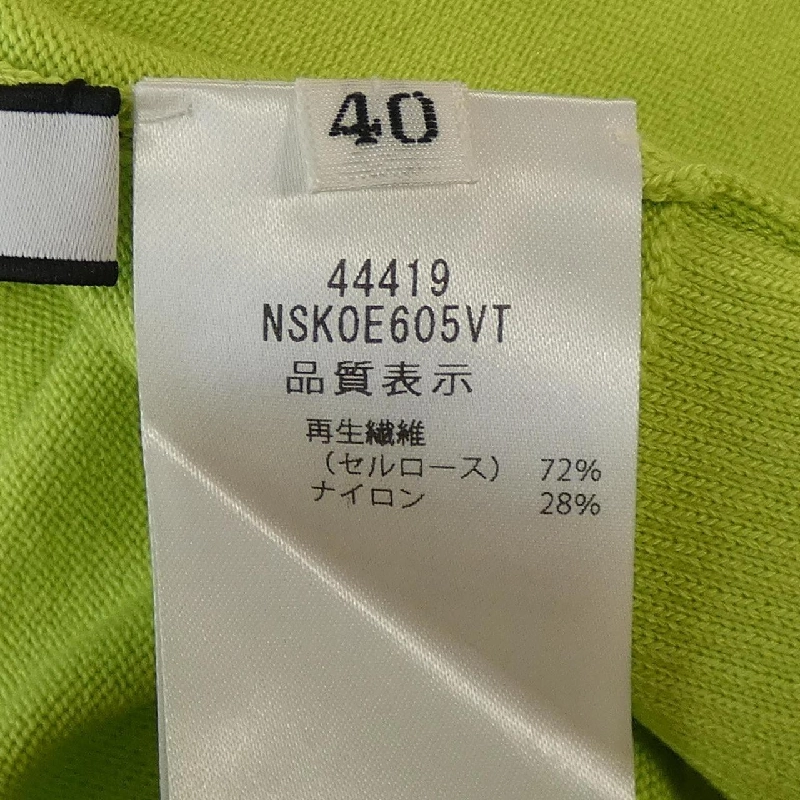 40
44419
NSKOE605VT
品質表示
再生繊維
（セルロース） 72%
ナイロン 28%